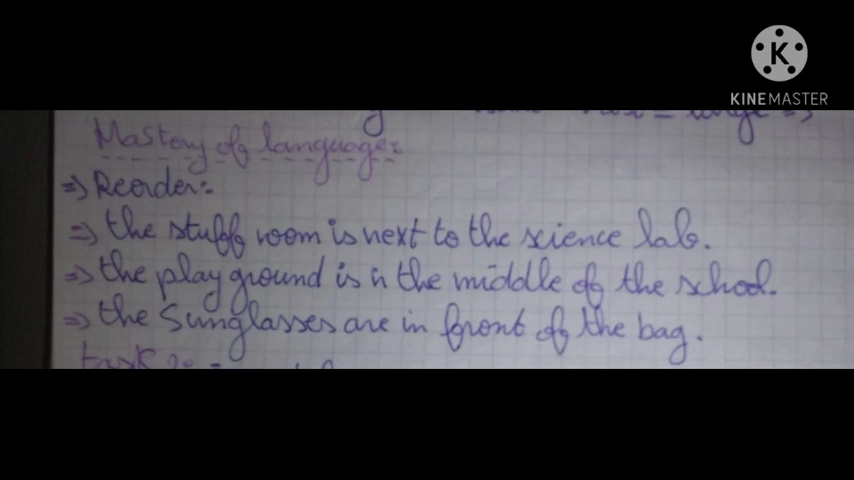 KINEMASTER
Mastery of language:
=> Reorder:
=> the stuff room is next to the science lab.
=> the play ground is in the middle of the school.
=> the Sunglasses are in front of the bag.
task